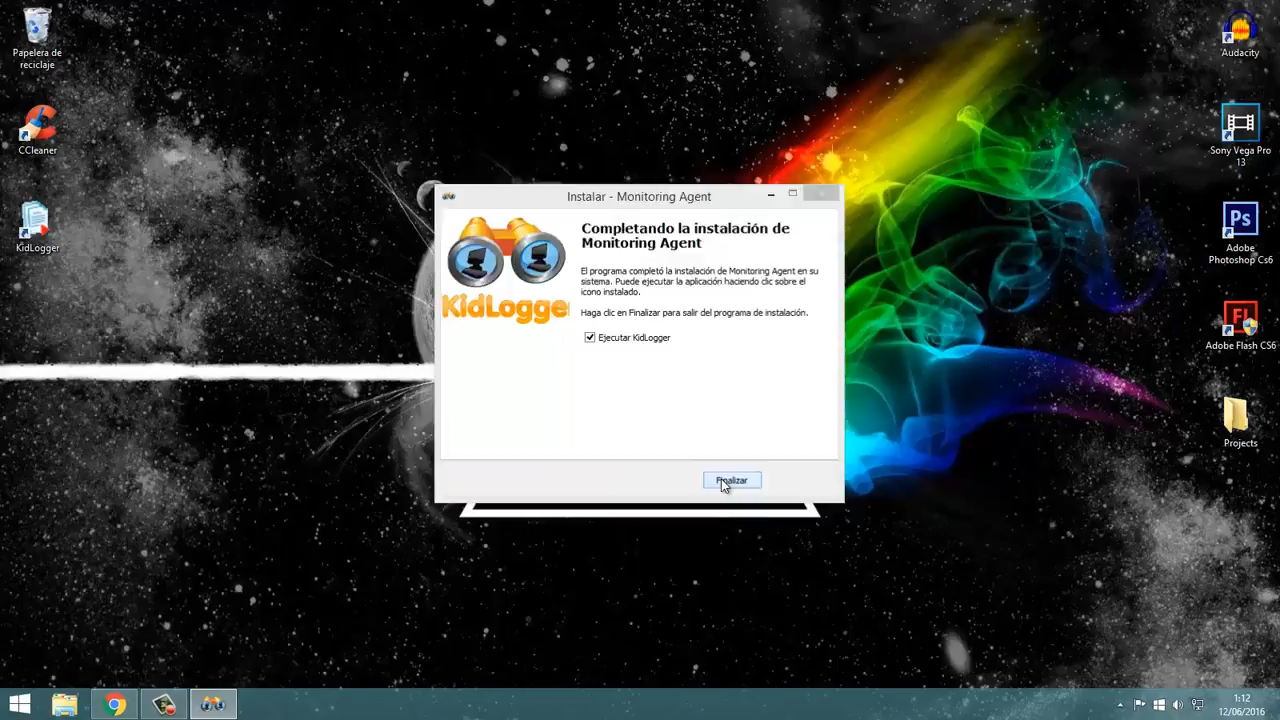 Papelera de
reciclaje
CCleaner
KidLogger
Instalar - Monitoring Agent
KidLogge
Completando la instalación de
Monitoring Agent
El programa completó la instalación de Monitoring Agent en su
sistema. Puede ejecutar la aplicación haciendo clic sobre el
icono instalado.
Haga clic en Finalizar para salir del programa de instalación.
Ejecutar KidLogger
Finalizar
Audacity
Sony Vega Pro
13
Ps
Adobe
Photoshop Cs6
FL
Adobe Flash CS6
Projects
1:12
12/06/2016